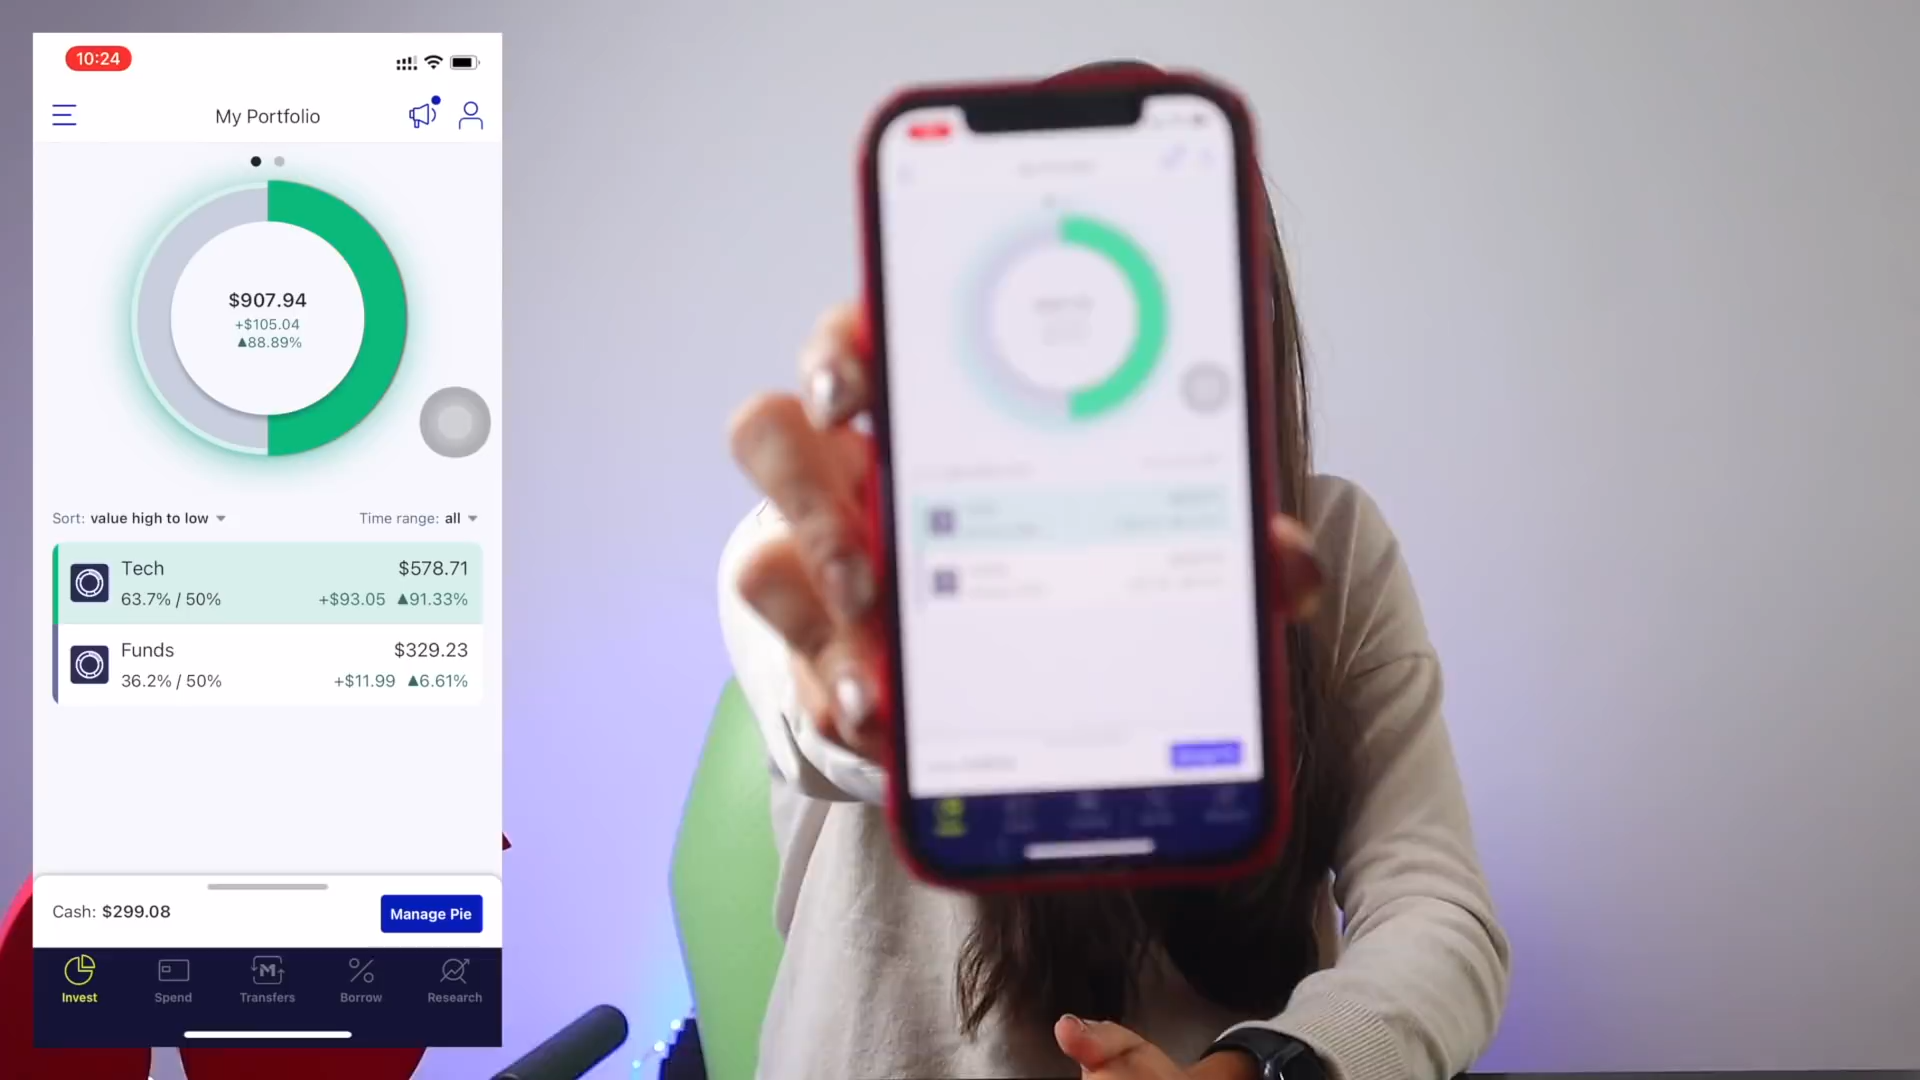 10:24
My Portfolio
$907.94
+$105.04
▲88.89%
Sort: value high to low
Time range: all
Tech
$578.71
63.7% / 50%
+$93.05 ▲91.33%
Funds
$329.23
36.2% / 50%
+$11.99 ▲6.61%
Cash: $299.08
Manage Pie
Invest
Spend
Transfers
Borrow
Research